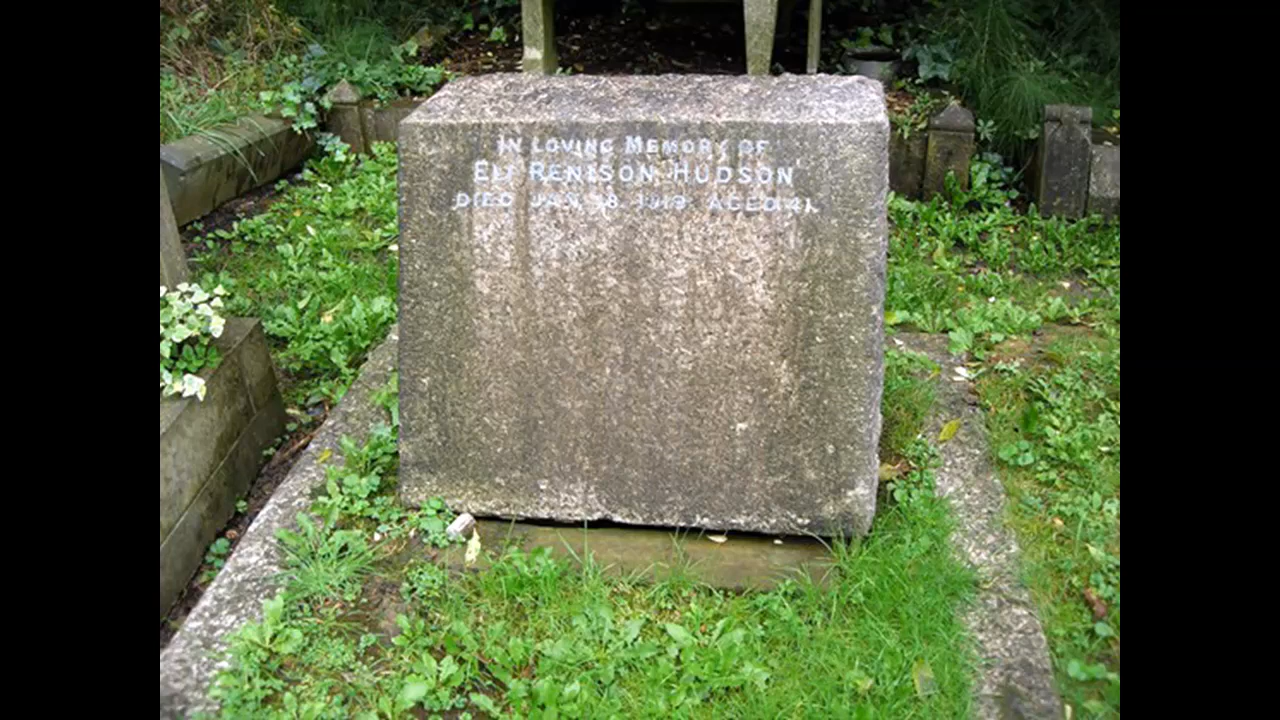 IN LOVING MEMORY OF
ELI RENISON HUDSON
DIED JAN. 18. 1919. AGED 41.